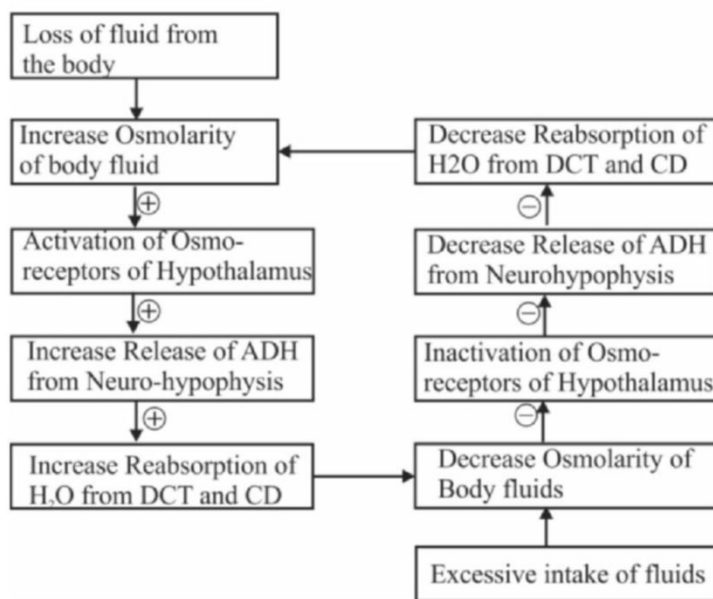 Loss of fluid from
the body
Increase Osmolarity
of body fluid
⊕
Activation of Osmo-
receptors of Hypothalamus
⊕
Increase Release of ADH
from Neuro-hypophysis
⊕
Increase Reabsorption of
H₂O from DCT and CD
Decrease Reabsorption of
H2O from DCT and CD
⊖
Decrease Release of ADH
from Neurohypophysis
⊖
Inactivation of Osmo-
receptors of Hypothalamus
⊖
Decrease Osmolarity of
Body fluids
Excessive intake of fluids